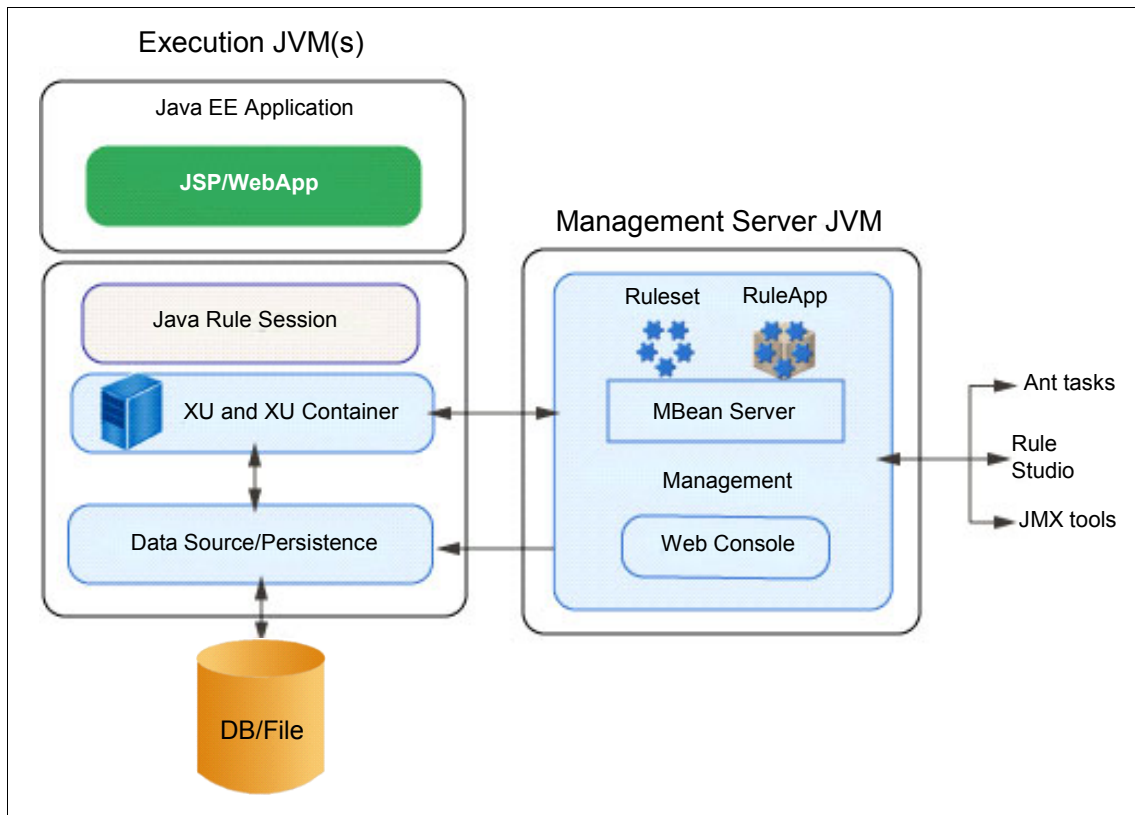 Execution JVM(s)
Java EE Application
JSP/WebApp
Java Rule Session
XU and XU Container
Data Source/Persistence
DB/File
Management Server JVM
Ruleset
RuleApp
MBean Server
Management
Web Console
Ant tasks
Rule
Studio
JMX tools